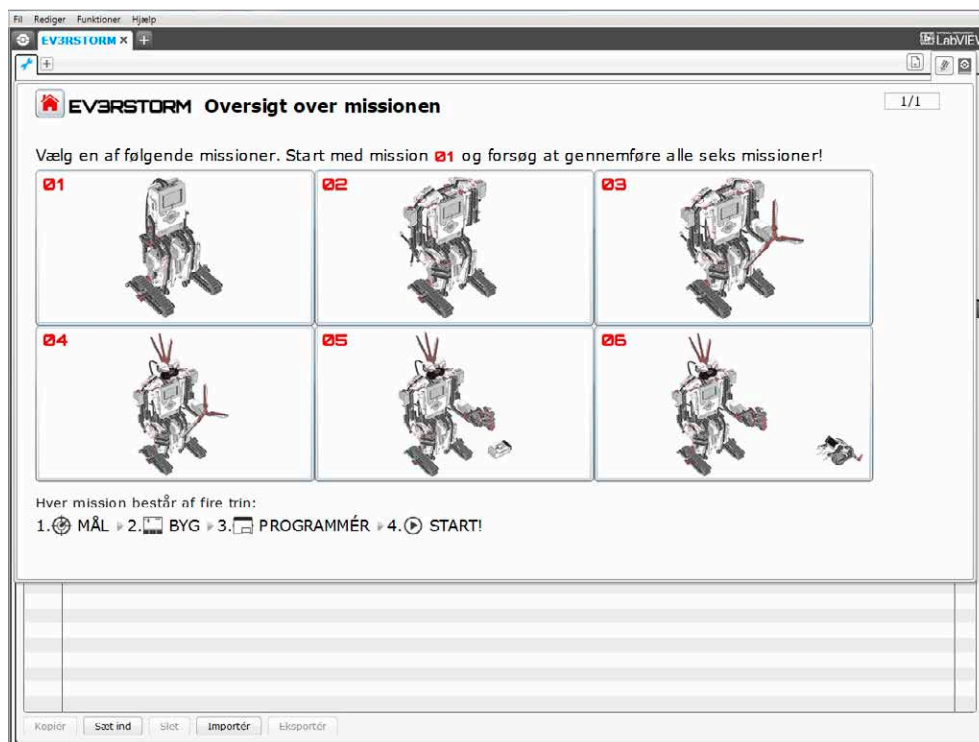 Fil Rediger Funktioner Hjælp
EV3RSTORM × +
LabVIEW
+
EV3RSTORM Oversigt over missionen
1/1
Vælg en af følgende missioner. Start med mission 01 og forsøg at gennemføre alle seks missioner!
01
02
03
04
05
06
Hver mission består af fire trin:
1. MÅL 2. BYG 3. PROGRAMMÉR 4. START!
Kopiér Sæt ind Slet Importér Eksportér